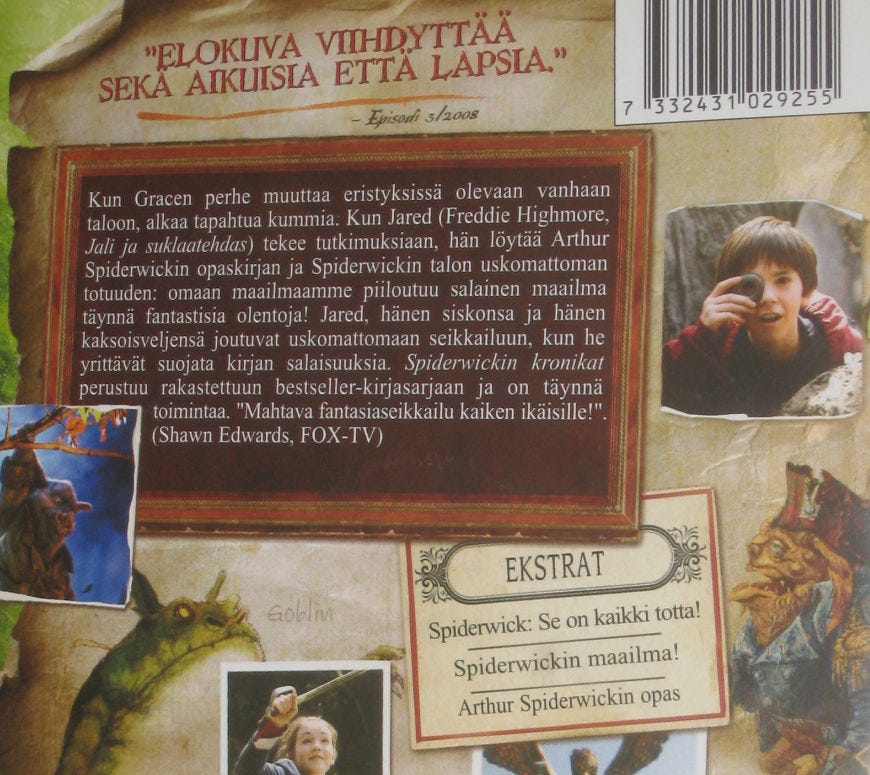 "ELOKUVA VIIHDYTTÄÄ
SEKÄ AIKUISIA ETTÄ LAPSIA."
- Episodi 3/2008
7 332431 029255
Kun Gracen perhe muuttaa eristyksissä olevaan vanhaan
taloon, alkaa tapahtua kummia. Kun Jared (Freddie Highmore,
Jali ja suklaatehdas) tekee tutkimuksiaan, hän löytää Arthur
Spiderwickin opaskirjan ja Spiderwickin talon uskomattoman
totuuden: omaan maailmaamme piiloutuu salainen maailma
täynnä fantastisia olentoja! Jared, hänen siskonsa ja hänen
kaksoisveljensä joutuvat uskomattomaan seikkailuun, kun he
yrittävät suojata kirjan salaisuuksia. Spiderwickin kronikat
perustuu rakastettuun bestseller-kirjasarjaan ja on täynnä
toimintaa. "Mahtava fantasiaseikkailu kaiken ikäisille!".
(Shawn Edwards, FOX-TV)
Goblin
EKSTRAT
Spiderwick: Se on kaikki totta!
Spiderwickin maailma!
Arthur Spiderwickin opas